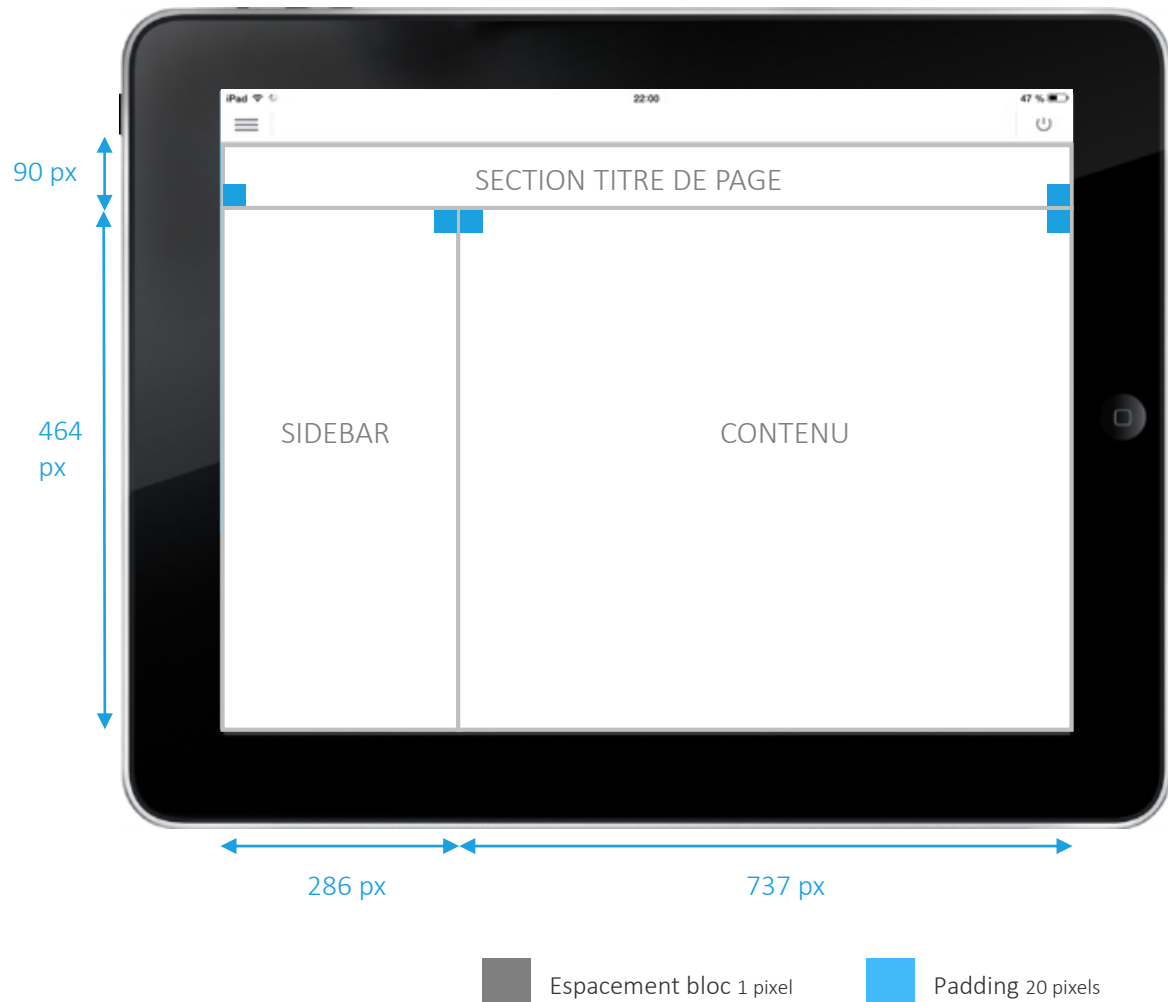 iPad
22:00
47 %
90 px
SECTION TITRE DE PAGE
464
px
SIDEBAR
CONTENU
286 px
737 px
Espacement bloc 1 pixel
Padding 20 pixels